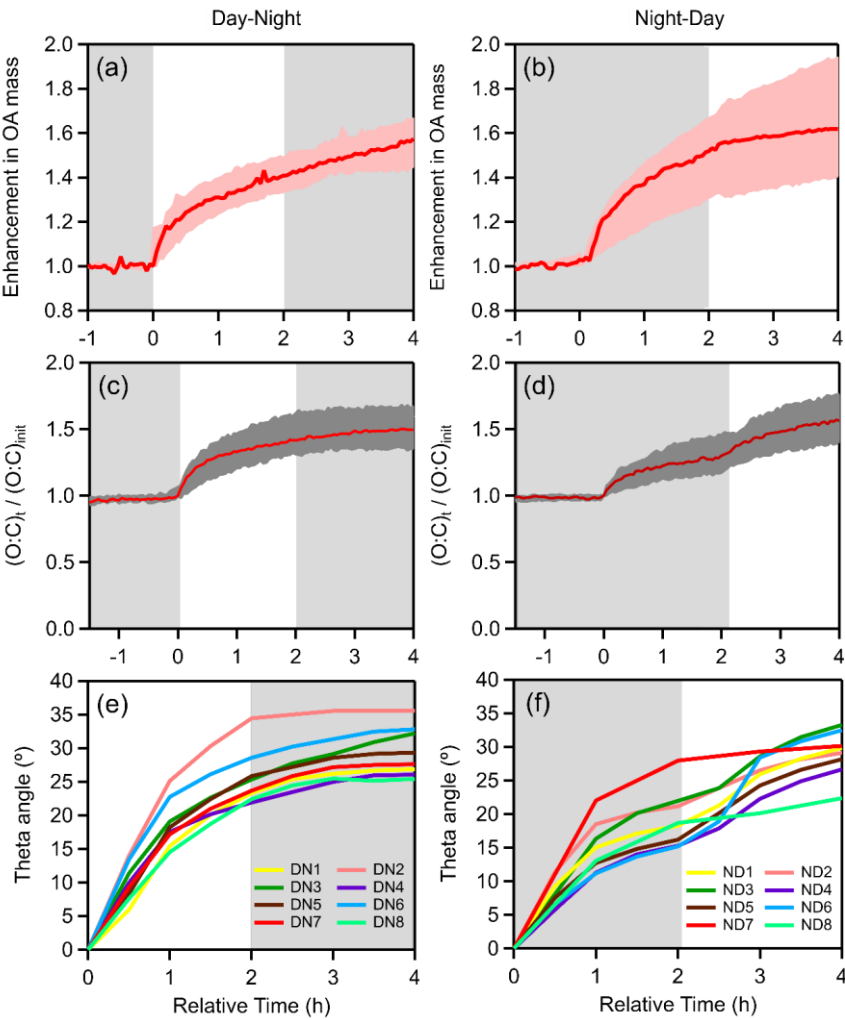 Day-Night
Night-Day
Enhancement in OA mass
2.0
1.8
1.6
1.4
1.2
1.0
0.8
(a)
-1 0 1 2 3 4
Enhancement in OA mass
2.0
1.8
1.6
1.4
1.2
1.0
0.8
(b)
-1 0 1 2 3 4
(O:C)t / (O:C)init
2.0
1.5
1.0
0.5
0.0
(c)
-1 0 1 2 3 4
(O:C)t / (O:C)init
2.0
1.5
1.0
0.5
0.0
(d)
-1 0 1 2 3 4
Theta angle (º)
40
35
30
25
20
15
10
5
0
(e)
DN1 DN2
DN3 DN4
DN5 DN6
DN7 DN8
0 1 2 3 4
Relative Time (h)
Theta angle (º)
40
35
30
25
20
15
10
5
0
(f)
ND1 ND2
ND3 ND4
ND5 ND6
ND7 ND8
0 1 2 3 4
Relative Time (h)